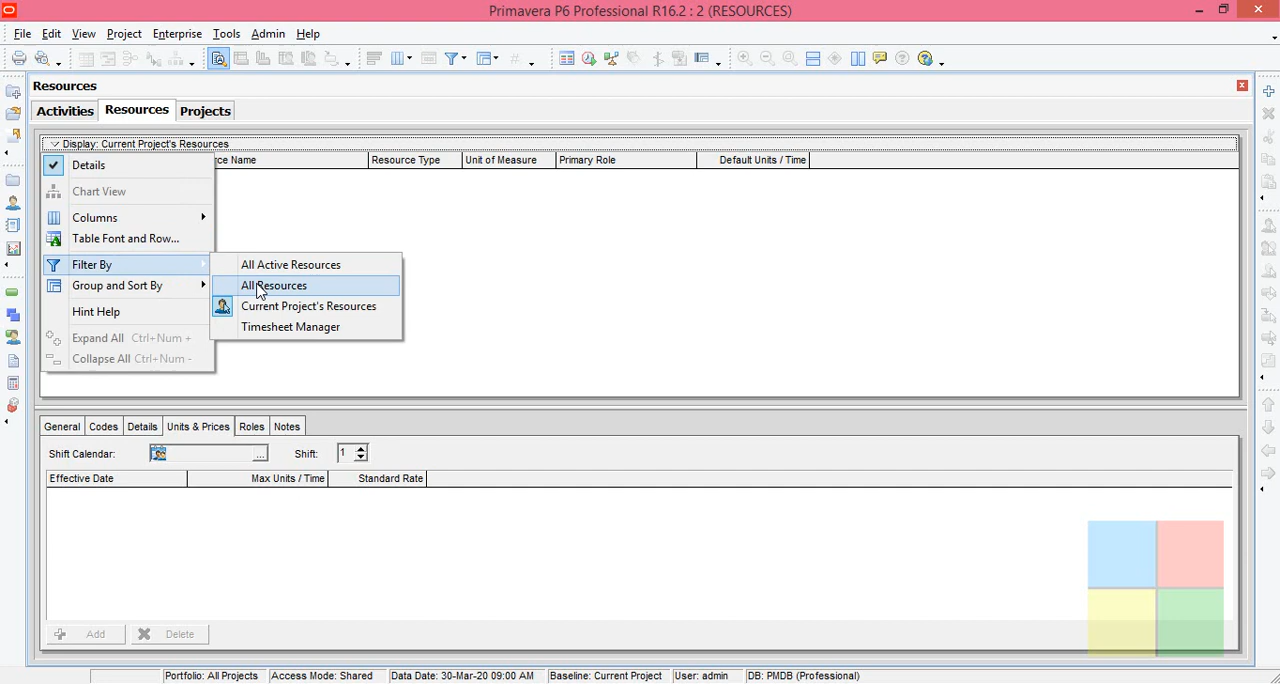 Primavera P6 Professional R16.2 : 2 (RESOURCES)
File Edit View Project Enterprise Tools Admin Help
Resources
Activities Resources Projects
Display: Current Project's Resources
ce Name Resource Type Unit of Measure Primary Role Default Units / Time
Details
Chart View
Columns
Table Font and Row...
Filter By
Group and Sort By
Hint Help
Expand All Ctrl+Num +
Collapse All Ctrl+Num -
All Active Resources
All Resources
Current Project's Resources
Timesheet Manager
General Codes Details Units & Prices Roles Notes
Shift Calendar: ... Shift: 1
Effective Date Max Units / Time Standard Rate
Add Delete
Portfolio: All Projects Access Mode: Shared Data Date: 30-Mar-20 09:00 AM Baseline: Current Project User: admin DB: PMDB (Professional)